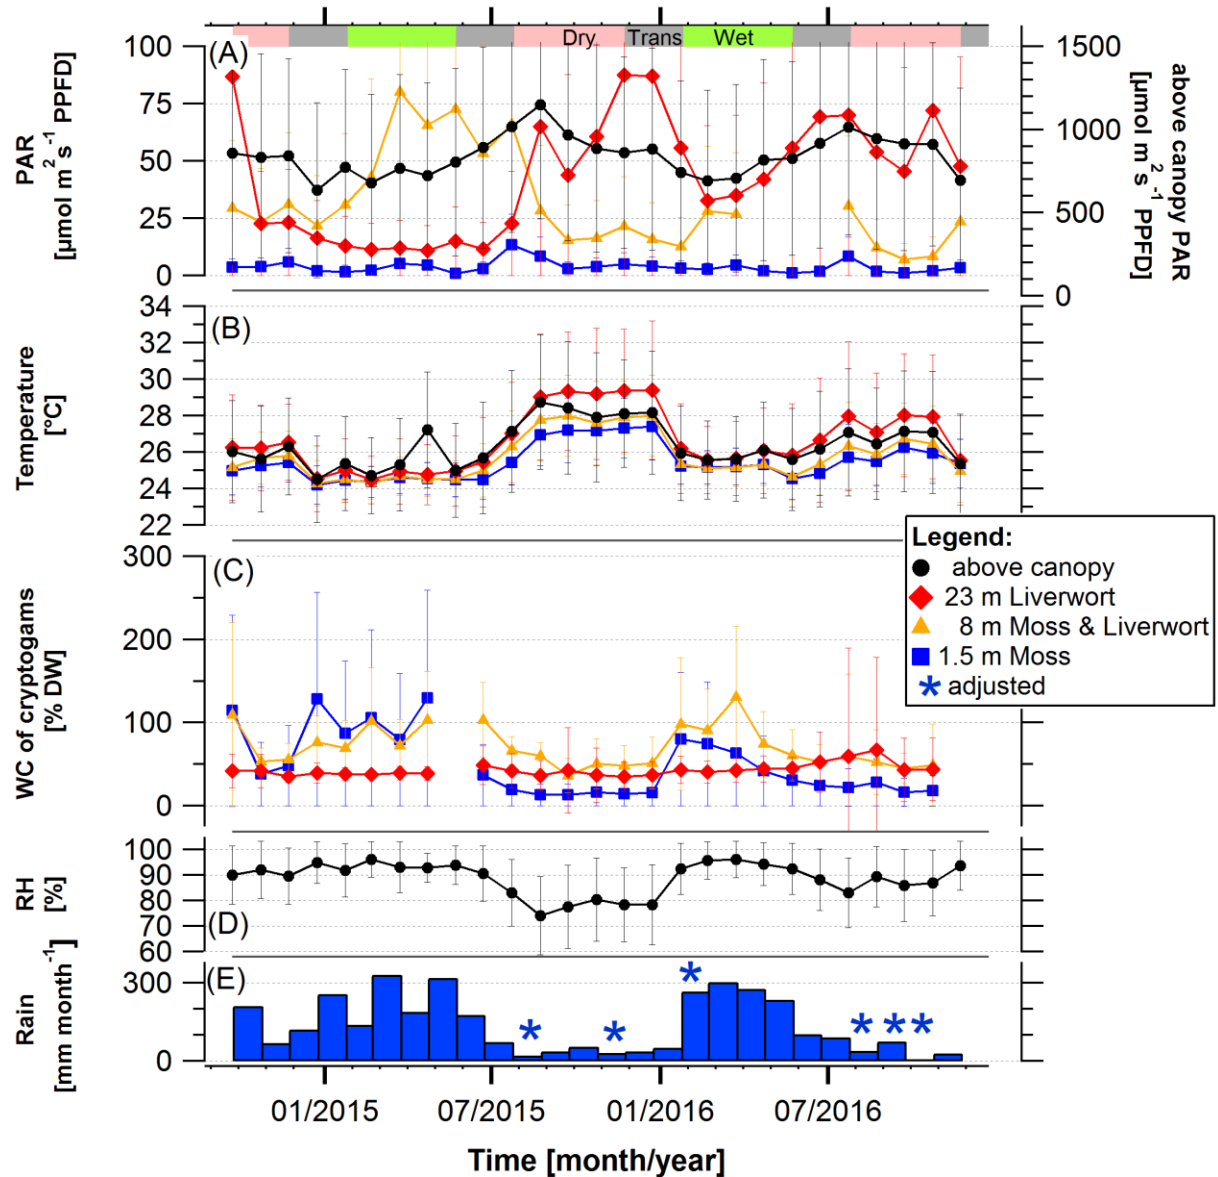 Dry Trans Wet
(A)
100
75
50
25
0
PAR
[µmol m² s⁻¹ PPFD]
1500
1000
500
0
above canopy PAR
[µmol m² s⁻¹ PPFD]
(B)
34
32
30
28
26
24
22
Temperature
[°C]
(C)
300
200
100
0
WC of cryptogams
[% DW]
Legend:
above canopy
23 m Liverwort
8 m Moss & Liverwort
1.5 m Moss
* adjusted
100
90
80
70
60
RH
[%]
(D)
(E)
300
0
Rain
[mm month⁻¹]
* * * * * *
01/2015 07/2015 01/2016 07/2016
Time [month/year]